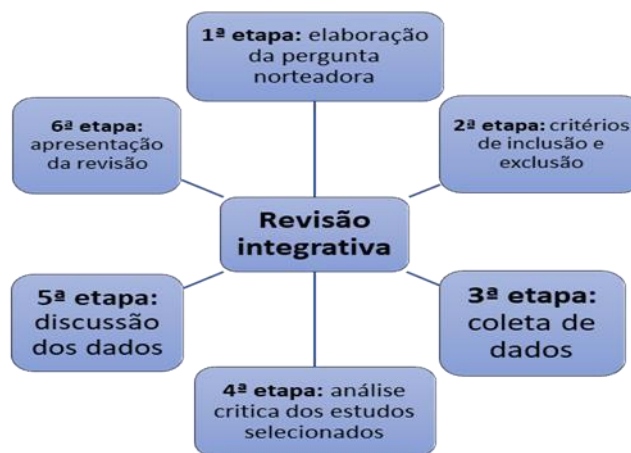 1ª etapa: elaboração
da pergunta
norteadora
2ª etapa: critérios
de inclusão e
exclusão
3ª etapa:
coleta de
dados
4ª etapa: análise
critica dos estudos
selecionados
5ª etapa:
discussão
dos dados
6ª etapa:
apresentação
da revisão
Revisão
integrativa